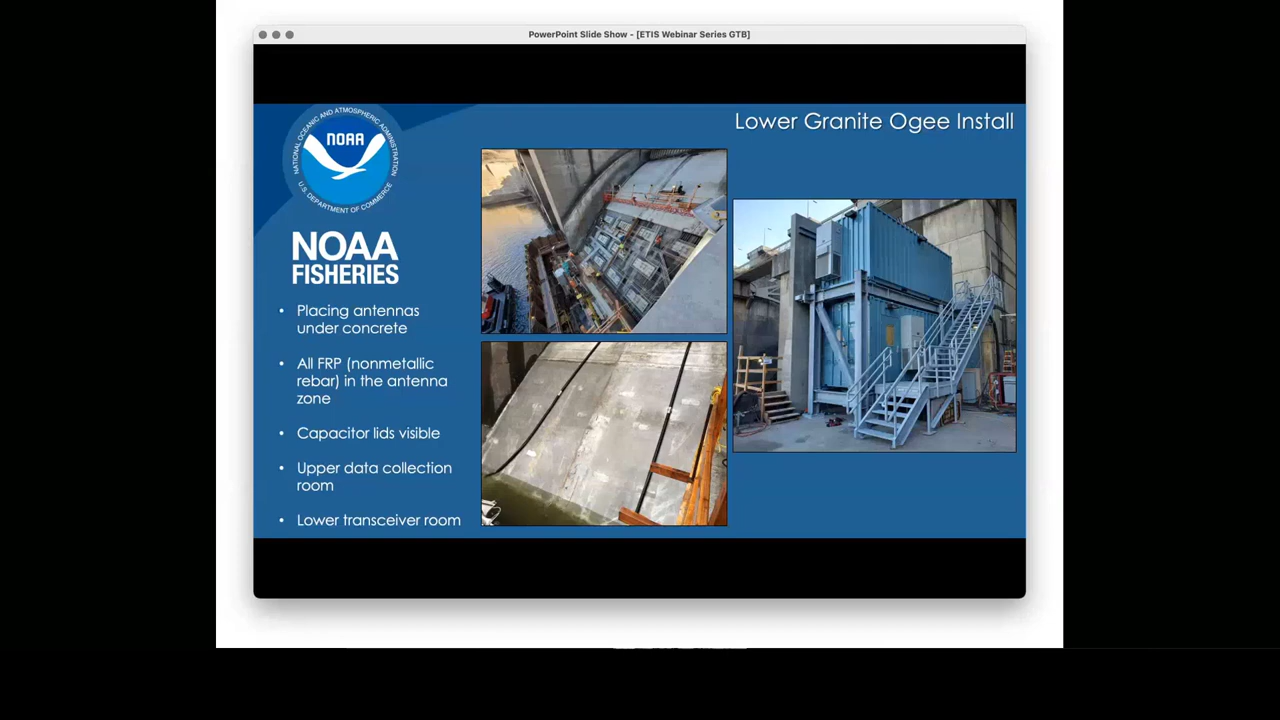 PowerPoint Slide Show - [ETIS Webinar Series GTB]
Lower Granite Ogee Install
NATIONAL OCEANIC AND ATMOSPHERIC ADMINISTRATION
NOAA
U.S. DEPARTMENT OF COMMERCE
NOAA
FISHERIES
• Placing antennas
under concrete
• All FRP (nonmetallic
rebar) in the antenna
zone
• Capacitor lids visible
• Upper data collection
room
• Lower transceiver room